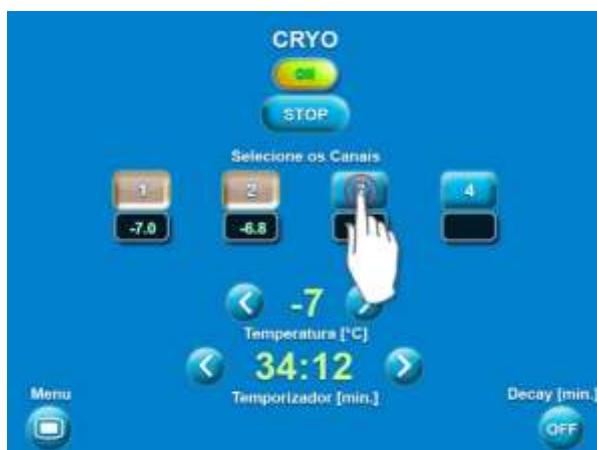 CRYO
ON
STOP
Selecione os Canais
1 2 4
-7.0 -6.8
-7
Temperatura [°C]
34:12
Temporizador [min.]
Menu
Decay [min.]
OFF